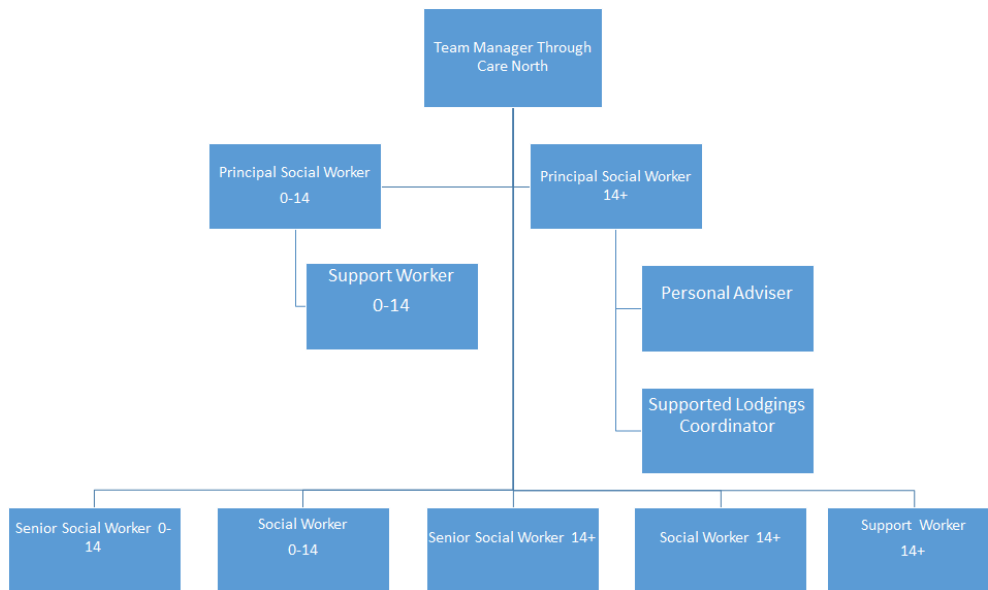 Team Manager Through
Care North
Principal Social Worker
0-14
Principal Social Worker
14+
Support Worker
0-14
Personal Adviser
Supported Lodgings
Coordinator
Senior Social Worker 0-
14
Social Worker
0-14
Senior Social Worker 14+
Social Worker 14+
Support Worker
14+